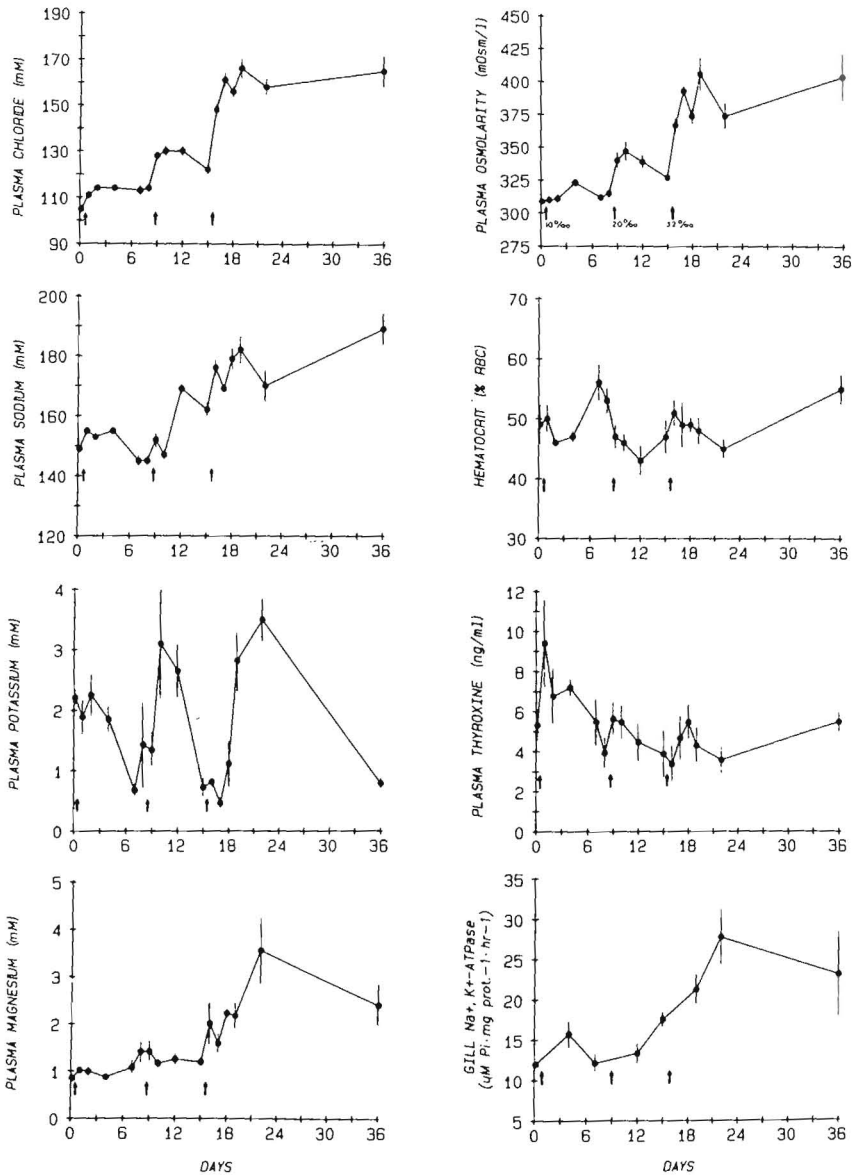 PLASMA CHLORIDE (mM)
170
150
130
110
90
0 6 12 18 24 30 36
PLASMA OSMOLARITY (mOsm/l)
450
425
400
375
350
325
300
275
10‰ 20‰ 33‰
0 6 12 18 24 30 36
PLASMA SODIUM (mM)
200
180
160
140
120
0 6 12 18 24 30 36
HEMATOCRIT (% RBC)
70
60
50
40
30
0 6 12 18 24 30 36
PLASMA POTASSIUM (mM)
4
3
2
1
0
0 6 12 18 24 30 36
PLASMA THYROXINE (ng/ml)
12
10
8
6
4
2
0
0 6 12 18 24 30 36
PLASMA MAGNESIUM (mM)
5
4
3
2
1
0
0 6 12 18 24 30 36
DAYS
GILL Na+, K+-ATPase
(uM Pi·mg prot.-1·hr-1)
35
30
25
20
15
10
5
0 6 12 18 24 30 36
DAYS